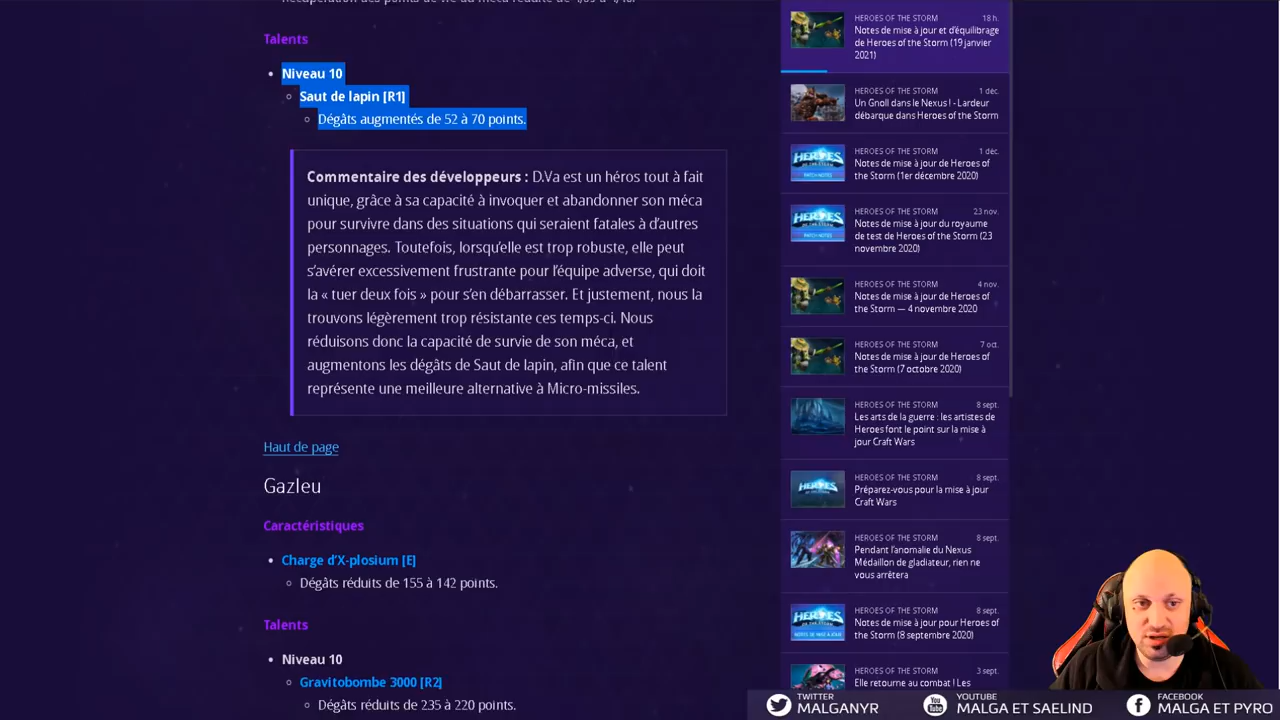 Talents
Niveau 10
Saut de lapin [R1]
Dégâts augmentés de 52 à 70 points.
Commentaire des développeurs : D.Va est un héros tout à fait
unique, grâce à sa capacité à invoquer et abandonner son méca
pour survivre dans des situations qui seraient fatales à d’autres
personnages. Toutefois, lorsqu’elle est trop robuste, elle peut
s’avérer excessivement frustrante pour l’équipe adverse, qui doit
la « tuer deux fois » pour s’en débarrasser. Et justement, nous la
trouvons légèrement trop résistante ces temps-ci. Nous
réduisons donc la capacité de survie de son méca, et
augmentons les dégâts de Saut de lapin, afin que ce talent
représente une meilleure alternative à Micro-missiles.
Haut de page
Gazleu
Caractéristiques
Charge d’X-plosium [E]
Dégâts réduits de 155 à 142 points.
Talents
Niveau 10
Gravitobombe 3000 [R2]
Dégâts réduits de 235 à 220 points.
HEROES OF THE STORM 18 h.
Notes de mise à jour et d’équilibrage
de Heroes of the Storm (19 janvier
2021)
HEROES OF THE STORM 1 déc.
Un Gnoll dans le Nexus ! - Lardeur
débarque dans Heroes of the Storm
HEROES OF THE STORM 1 déc.
Notes de mise à jour de Heroes of
the Storm (1er décembre 2020)
HEROES OF THE STORM 23 nov.
Notes de mise à jour du royaume
de test de Heroes of the Storm (23
novembre 2020)
HEROES OF THE STORM 4 nov.
Notes de mise à jour de Heroes of
the Storm — 4 novembre 2020
HEROES OF THE STORM 7 oct.
Notes de mise à jour de Heroes of
the Storm (7 octobre 2020)
HEROES OF THE STORM 8 sept.
Les arts de la guerre : les artistes de
Heroes font le point sur la mise à
jour Craft Wars
HEROES OF THE STORM 8 sept.
Préparez-vous pour la mise à jour
Craft Wars
HEROES OF THE STORM 8 sept.
Pendant l’anomalie du Nexus
Médaillon de gladiateur, rien ne
vous arrêtera
HEROES OF THE STORM 8 sept.
Notes de mise à jour pour Heroes of
the Storm (8 septembre 2020)
HEROES OF THE STORM 3 sept.
Elle retourne au combat ! Les
TWITTER
MALGANYR
YOUTUBE
MALGA ET SAELIND
FACEBOOK
MALGA ET PYRO